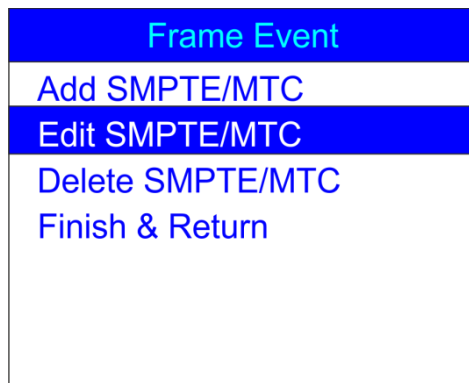 Frame Event
Add SMPTE/MTC
Edit SMPTE/MTC
Delete SMPTE/MTC
Finish & Return